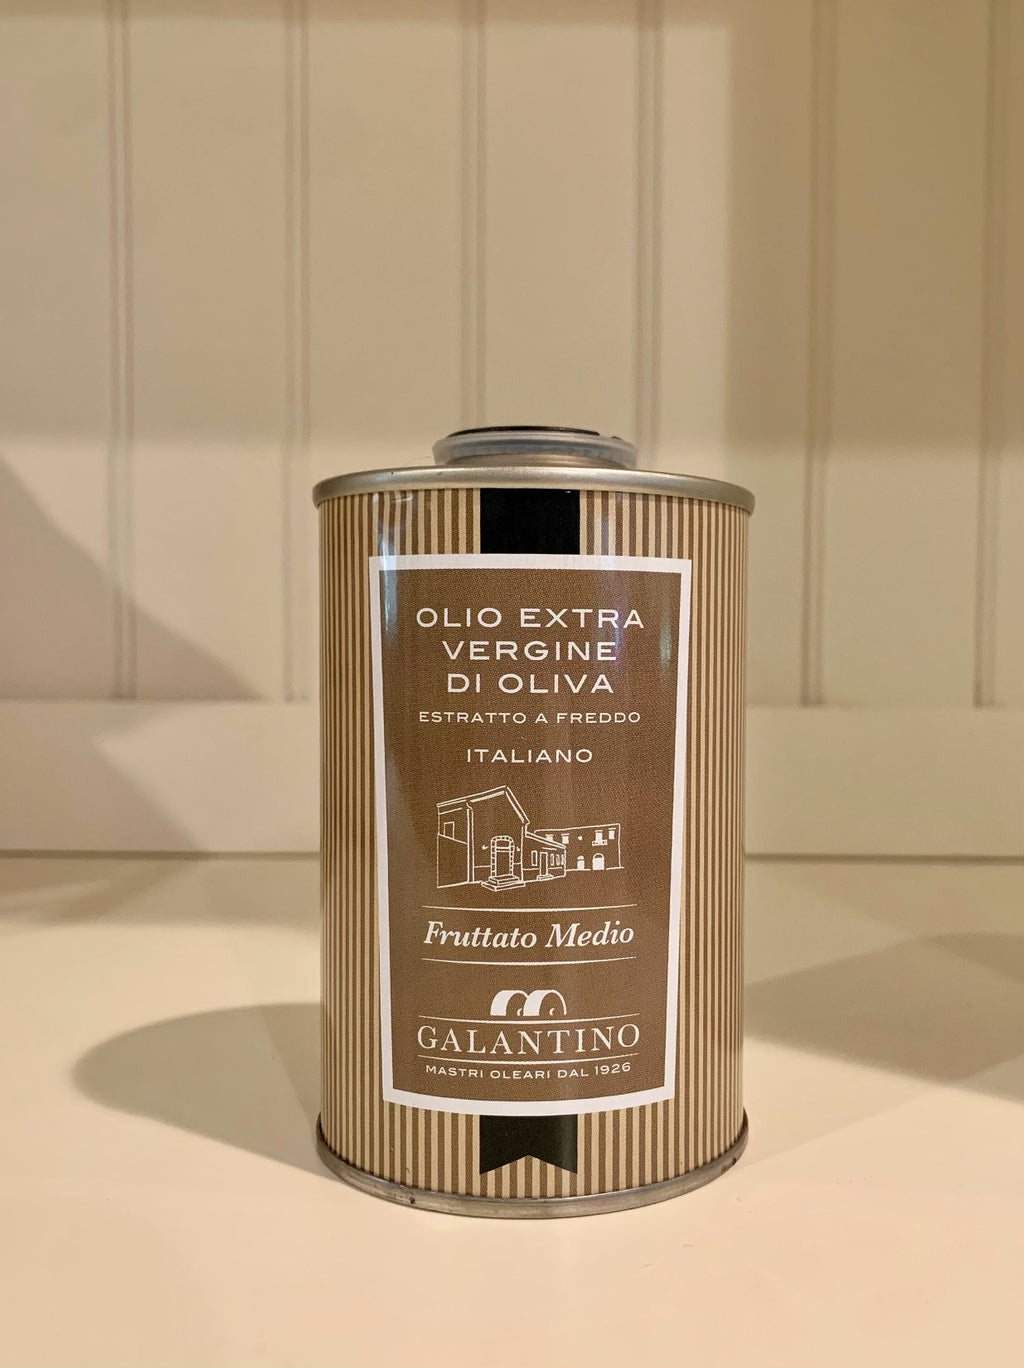 OLIO EXTRA
VERGINE
DI OLIVA
ESTRATTO A FREDDO
ITALIANO
Fruttato Medio
GALANTINO
MASTRI OLEARI DAL 1926